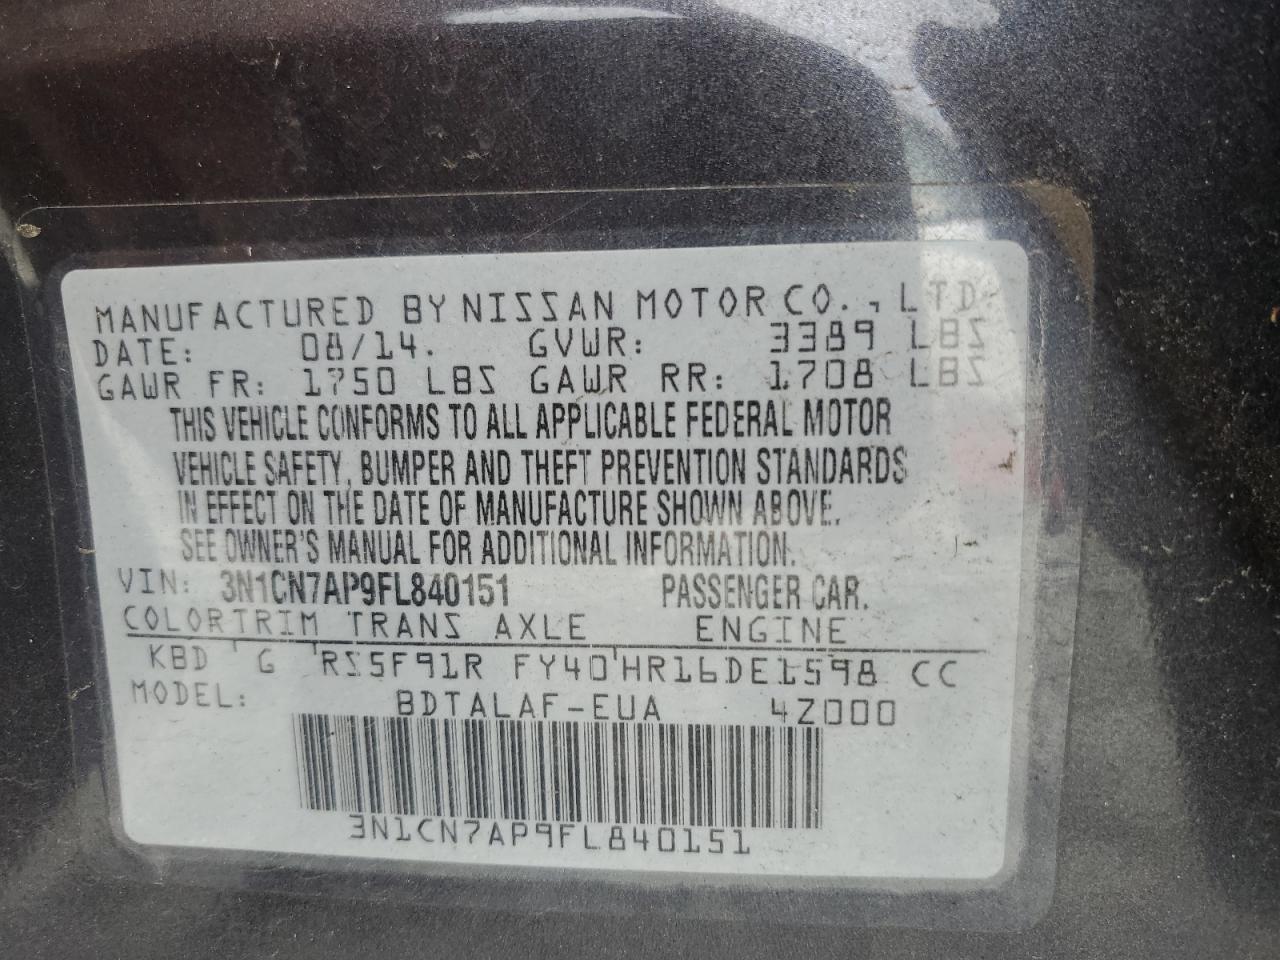 MANUFACTURED BY NISSAN MOTOR CO., LTD.
DATE: 08/14. GVWR: 3389 LBS
GAWR FR: 1750 LBS GAWR RR: 1708 LBS
THIS VEHICLE CONFORMS TO ALL APPLICABLE FEDERAL MOTOR
VEHICLE SAFETY, BUMPER AND THEFT PREVENTION STANDARDS
IN EFFECT ON THE DATE OF MANUFACTURE SHOWN ABOVE.
SEE OWNER'S MANUAL FOR ADDITIONAL INFORMATION.
VIN: 3N1CN7AP9FL840151 PASSENGER CAR.
COLOR TRIM TRANS AXLE ENGINE
KBD G RS5F91R FY40 HR16DE1598 CC
MODEL: BDTALAF-EUA 4Z000
3N1CN7AP9FL840151